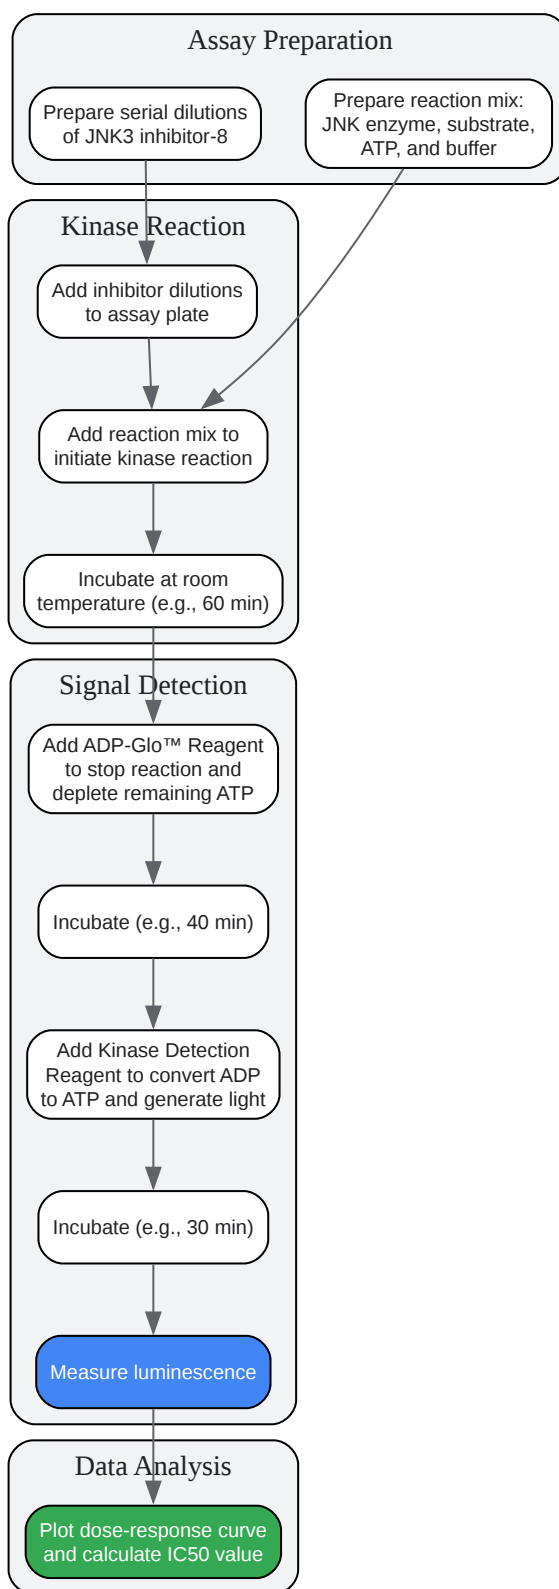 Assay Preparation
Prepare serial dilutions
of JNK3 inhibitor-8
Prepare reaction mix:
JNK enzyme, substrate,
ATP, and buffer
Kinase Reaction
Add inhibitor dilutions
to assay plate
Add reaction mix to
initiate kinase reaction
Incubate at room
temperature (e.g., 60 min)
Signal Detection
Add ADP-Glo™ Reagent
to stop reaction and
deplete remaining ATP
Incubate (e.g., 40 min)
Add Kinase Detection
Reagent to convert ADP
to ATP and generate light
Incubate (e.g., 30 min)
Measure luminescence
Data Analysis
Plot dose-response curve
and calculate IC50 value